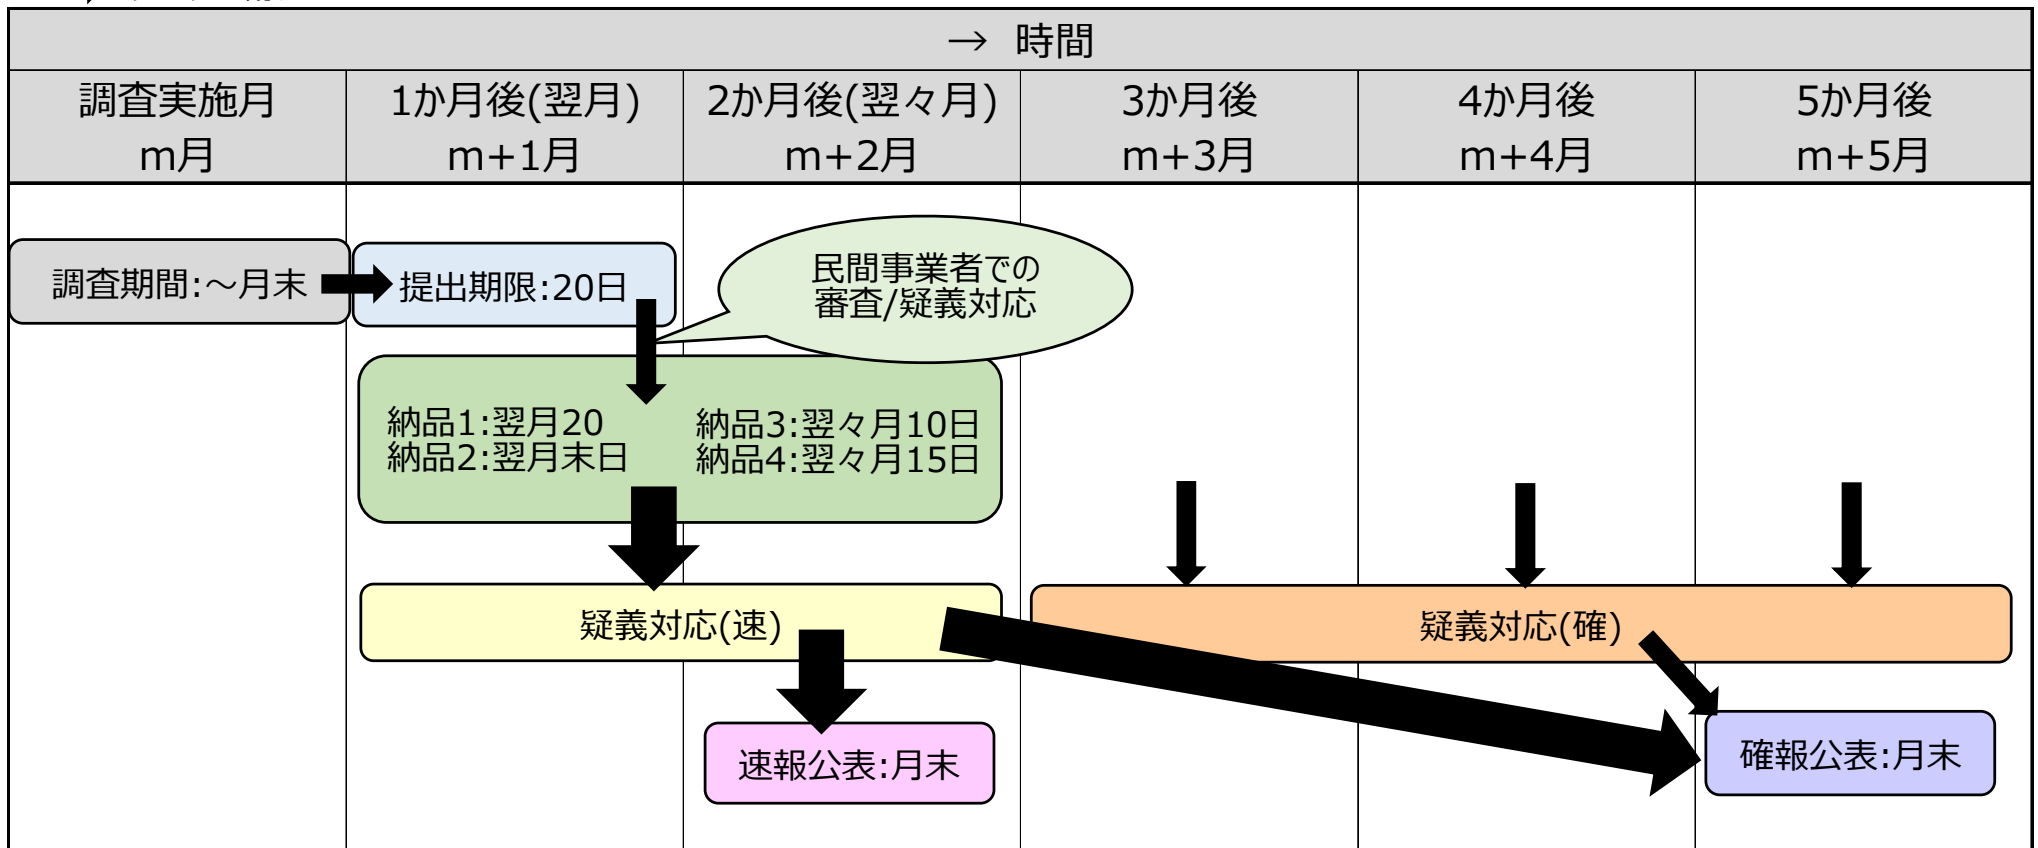 → 時間
調査実施月
m月
1か月後(翌月)
m+1月
2か月後(翌々月)
m+2月
3か月後
m+3月
4か月後
m+4月
5か月後
m+5月
調査期間:～月末
提出期限:20日
民間事業者での
審査/疑義対応
納品1:翌月20
納品2:翌月末日
納品3:翌々月10日
納品4:翌々月15日
疑義対応(速)
疑義対応(確)
速報公表:月末
確報公表:月末